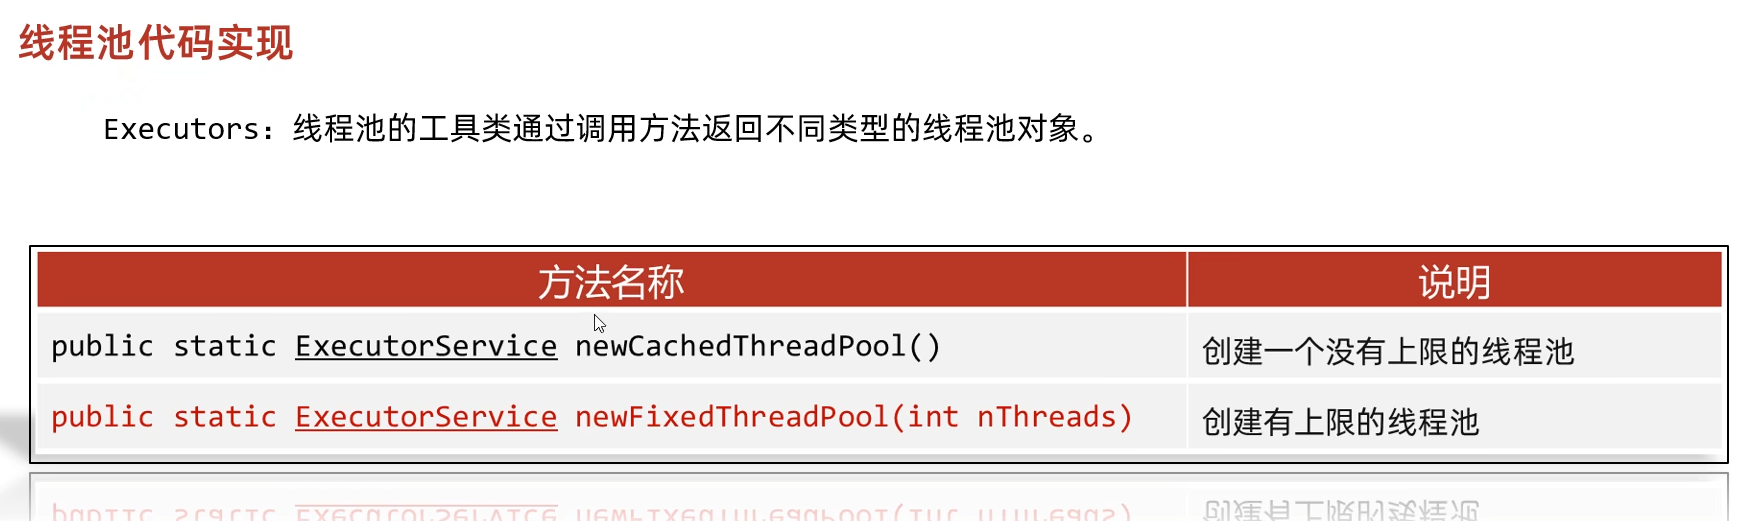 线程池代码实现
Executors: 线程池的工具类通过调用方法返回不同类型的线程池对象。
方法名称 说明
public static ExecutorService newCachedThreadPool() 创建一个没有上限的线程池
public static ExecutorService newFixedThreadPool(int nThreads) 创建有上限的线程池